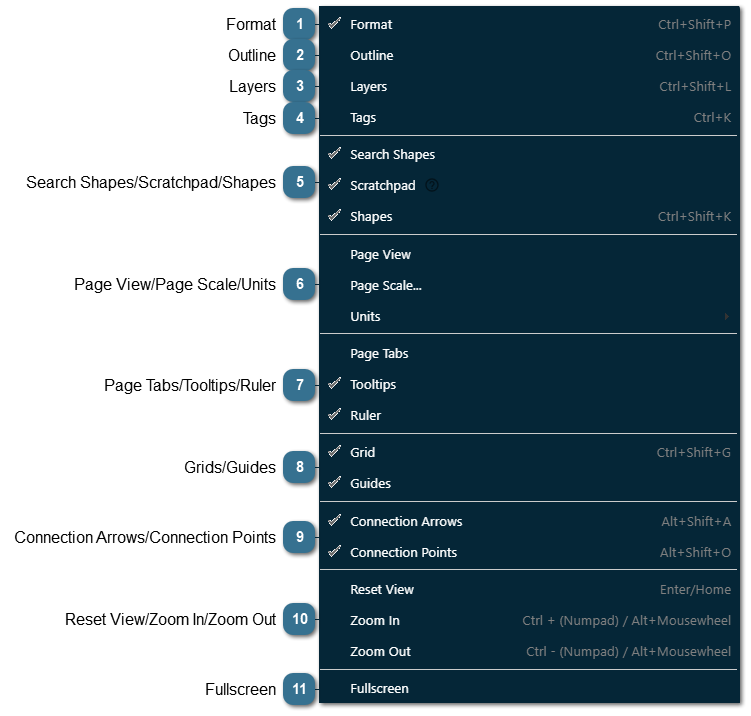 Format 1 Format Ctrl+Shift+P
Outline 2 Outline Ctrl+Shift+O
Layers 3 Layers Ctrl+Shift+L
Tags 4 Tags Ctrl+K
Search Shapes
Search Shapes/Scratchpad/Shapes 5 Scratchpad ?
Shapes Ctrl+Shift+K
Page View
Page View/Page Scale/Units 6 Page Scale...
Units
Page Tabs
Page Tabs/Tooltips/Ruler 7 Tooltips
Ruler
Grid Ctrl+Shift+G
Grids/Guides 8
Guides
Connection Arrows Alt+Shift+A
Connection Arrows/Connection Points 9
Connection Points Alt+Shift+O
Reset View Enter/Home
Reset View/Zoom In/Zoom Out 10 Zoom In Ctrl + (Numpad) / Alt+Mousewheel
Zoom Out Ctrl - (Numpad) / Alt+Mousewheel
Fullscreen 11 Fullscreen